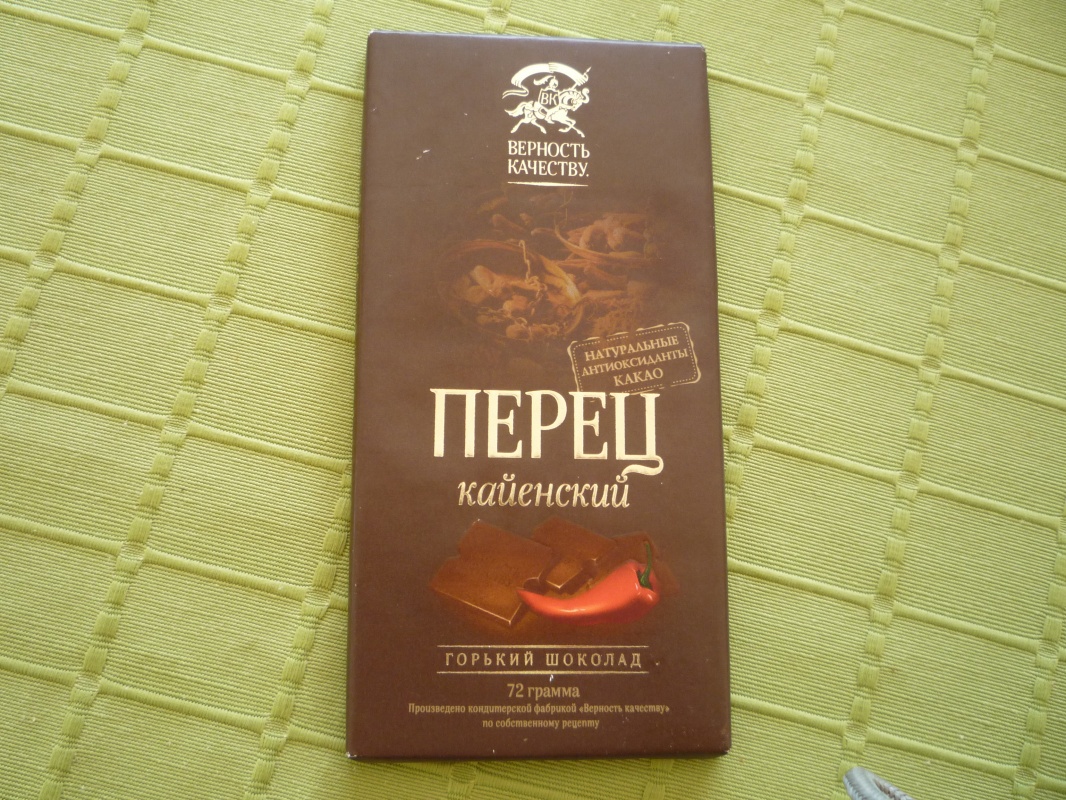 ВК
ВЕРНОСТЬ
КАЧЕСТВУ.
НАТУРАЛЬНЫЕ
АНТИОКСИДАНТЫ
КАКАО
ПЕРЕЦ
кайенский
ГОРЬКИЙ ШОКОЛАД
72 грамма
Произведено кондитерской фабрикой «Верность качеству»
по собственному рецепту